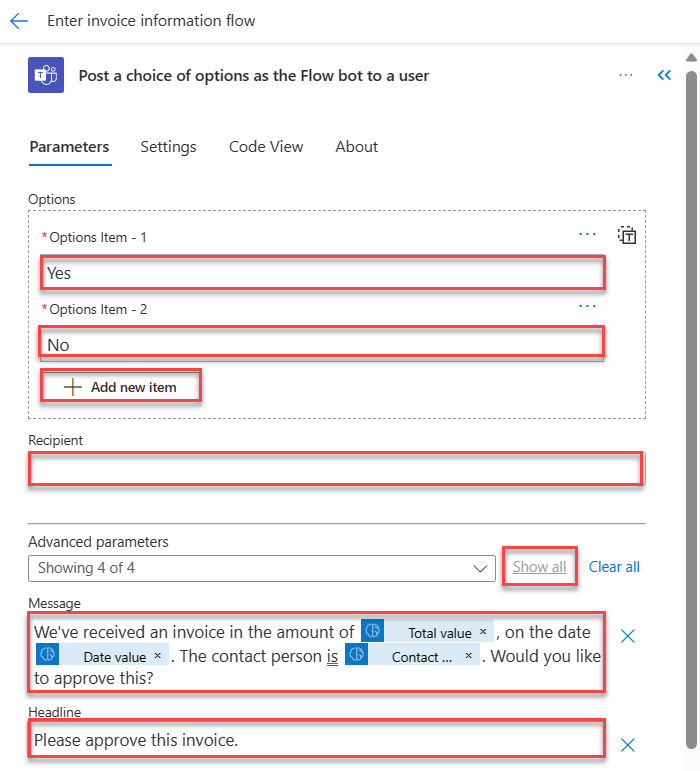 Enter invoice information flow
Post a choice of options as the Flow bot to a user
Parameters Settings Code View About
Options
*Options Item - 1
Yes
*Options Item - 2
No
Add new item
Recipient
Advanced parameters
Showing 4 of 4 Show all Clear all
Message
We've received an invoice in the amount of Total value × , on the date
Date value × . The contact person is Contact ... × . Would you like
to approve this?
Headline
Please approve this invoice.